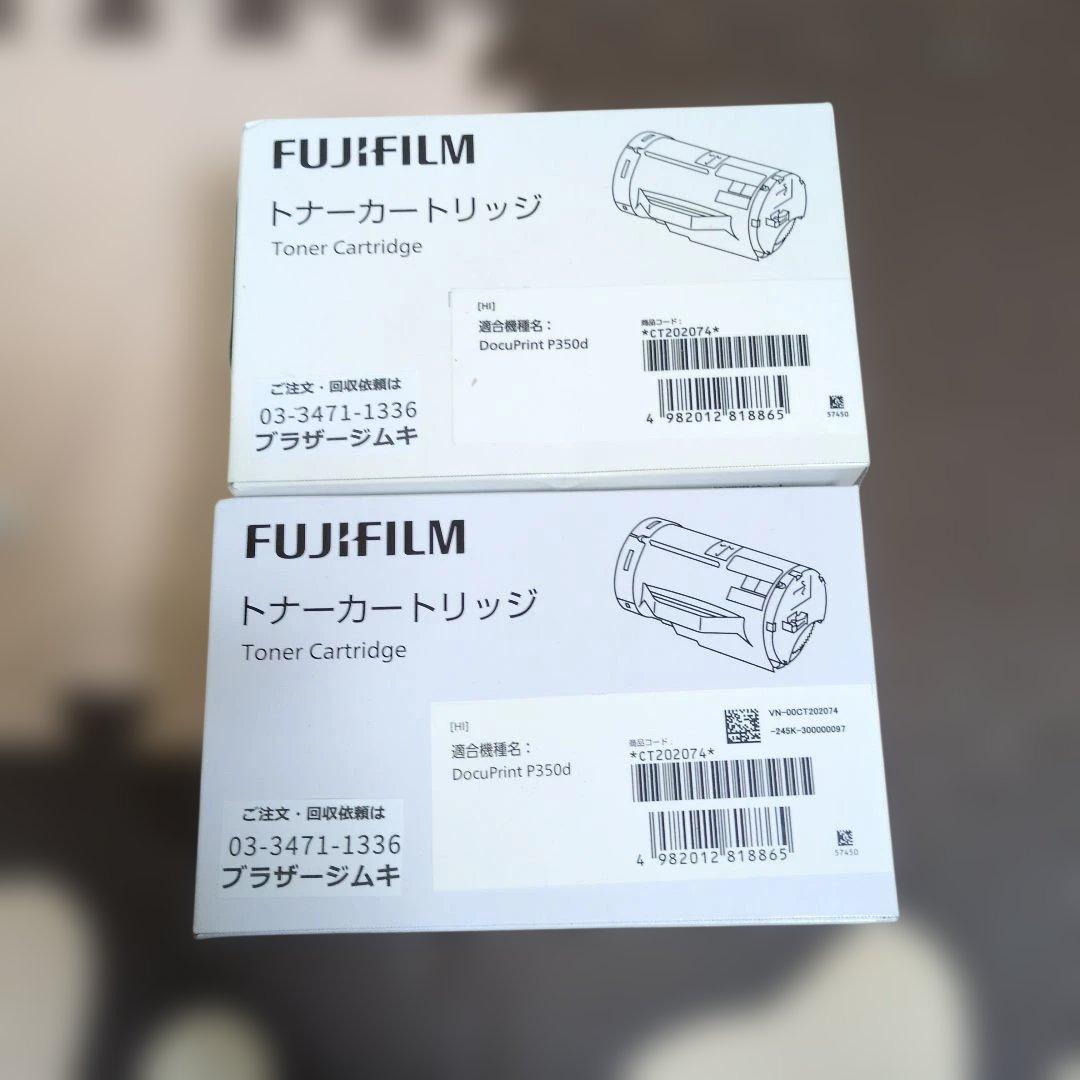 FUJIFILM
トナーカートリッジ
Toner Cartridge
[HI]
適合機種名：
DocuPrint P350d
商品コード：
*CT202074*
4 982012 818865
57450
ご注文・回収依頼は
03-3471-1336
ブラザージムキ
FUJIFILM
トナーカートリッジ
Toner Cartridge
[HI]
適合機種名：
DocuPrint P350d
VN-00CT202074
-245K-300000097
商品コード：
*CT202074*
4 982012 818865
57450
ご注文・回収依頼は
03-3471-1336
ブラザージムキ